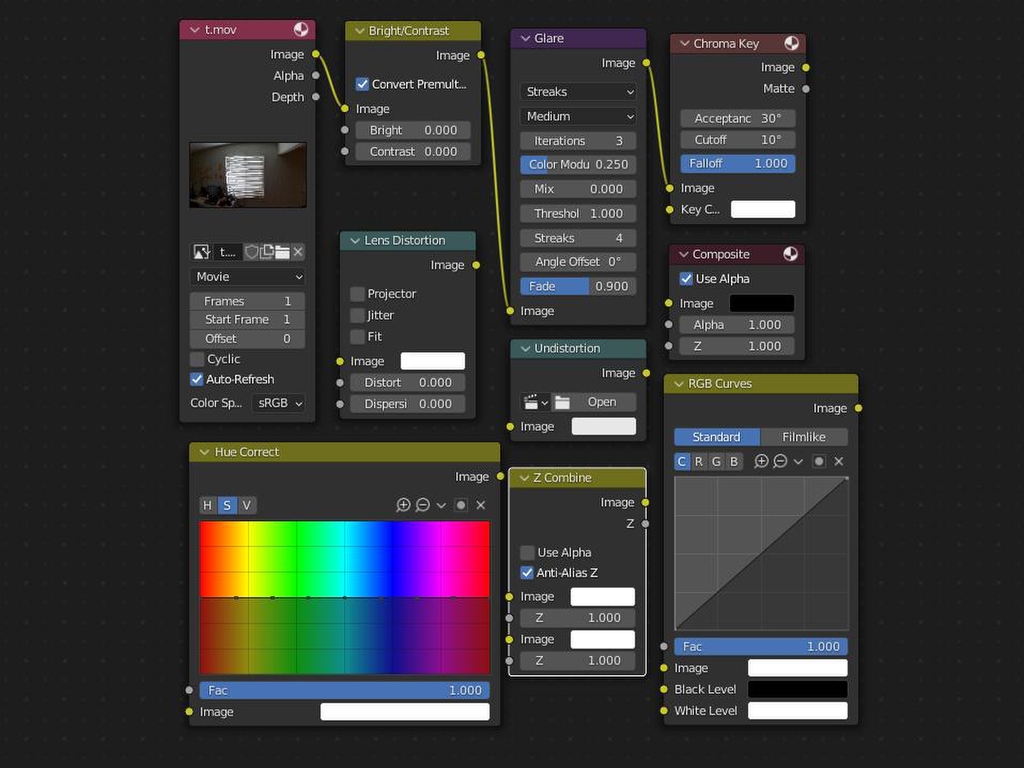 t.mov
Image
Alpha
Depth
t...
Movie
Frames 1
Start Frame 1
Offset 0
Cyclic
Auto-Refresh
Color Sp... sRGB
Bright/Contrast
Image
Convert Premult...
Image
Bright 0.000
Contrast 0.000
Lens Distortion
Image
Projector
Jitter
Fit
Image
Distort 0.000
Dispersi 0.000
Glare
Image
Streaks
Medium
Iterations 3
Color Modu 0.250
Mix 0.000
Threshol 1.000
Streaks 4
Angle Offset 0°
Fade 0.900
Image
Undistortion
Image
Open
Image
Chroma Key
Image
Matte
Acceptanc 30°
Cutoff 10°
Falloff 1.000
Image
Key C...
Composite
Use Alpha
Image
Alpha 1.000
Z 1.000
Hue Correct
Image
H S V
Fac 1.000
Image
Z Combine
Image
Z
Use Alpha
Anti-Alias Z
Image
Z 1.000
Image
Z 1.000
RGB Curves
Image
Standard Filmlike
C R G B
Fac 1.000
Image
Black Level
White Level